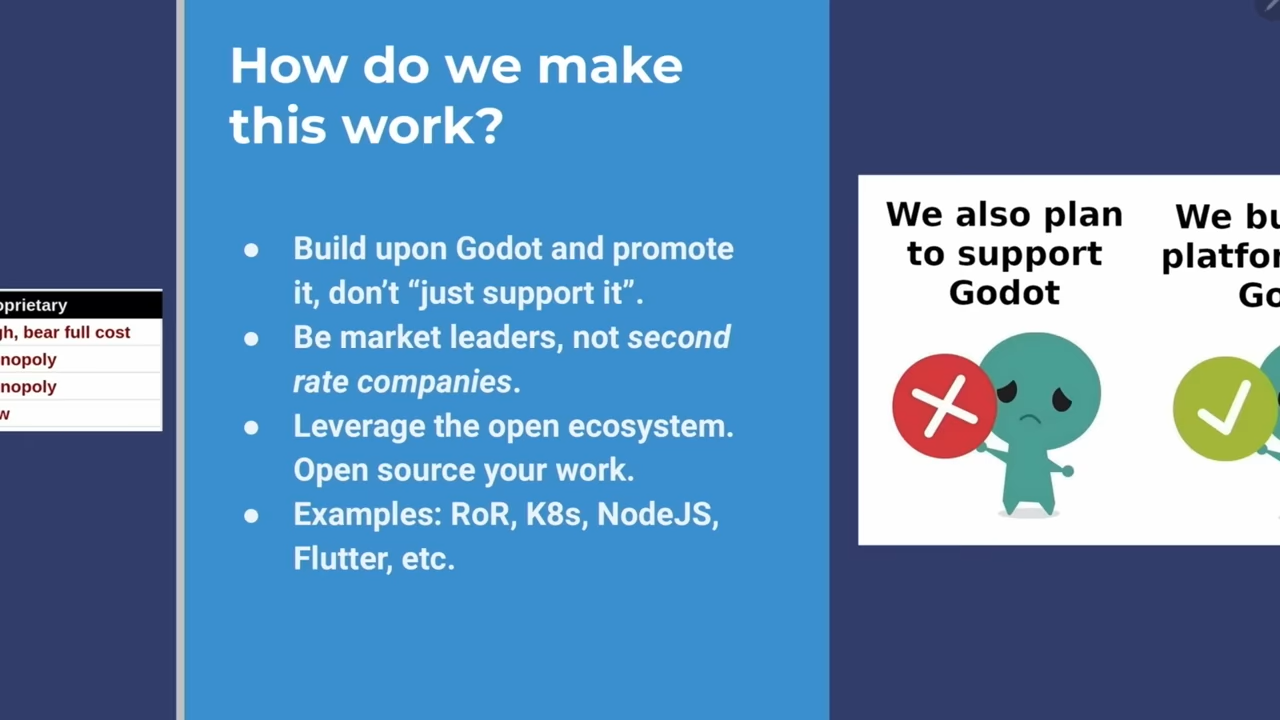 How do we make
this work?
● Build upon Godot and promote
it, don’t “just support it”.
● Be market leaders, not second
rate companies.
● Leverage the open ecosystem.
Open source your work.
● Examples: RoR, K8s, NodeJS,
Flutter, etc.
oprietary
gh, bear full cost
nopoly
nopoly
w
We also plan
to support
Godot
We bu
platfor
Go